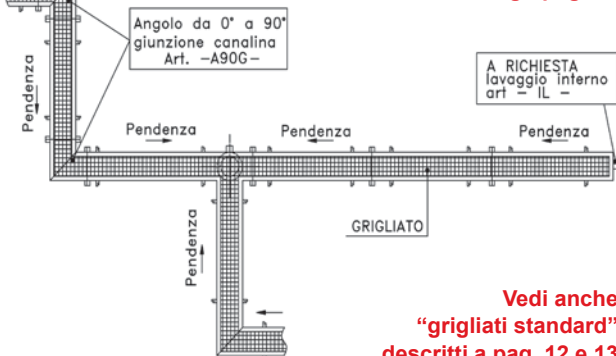 Angolo da 0° a 90°
giunzione canalina
Art. –A90G–
A RICHIESTA
lavaggio interno
art – IL –
Pendenza
Pendenza
Pendenza
Pendenza
GRIGLIATO
Pendenza
Vedi anche
“grigliati standard”
descritti a pag. 12 e 13